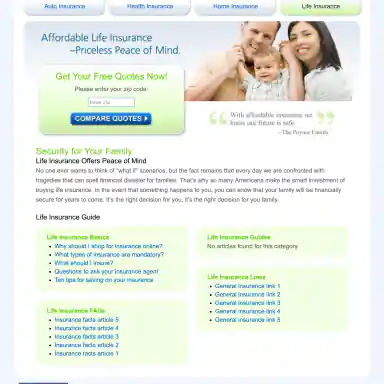 Auto Insurance
Health Insurance
Home Insurance
Life Insurance
Affordable Life Insurance
–Priceless Peace of Mind.
Get Your Free Quotes Now!
Please enter your zip code:
COMPARE QUOTES
With affordable insurance our
know our future is safe.
–The Poynor Family
Security for Your Family
Life Insurance Offers Peace of Mind
No one ever wants to think of "what if" scenarios, but the fact remains that every day we are confronted with
tragedies that can spell financial disaster for families. That's why so many Americans make the smart investment of
buying life insurance. In the event that something happens to you, you can know that your family will be financially
secure for years to come. It's the right decision for you, it's the right decision for your family.
Life Insurance Guide
Life Insurance Basics
Why should I shop for insurance online?
What types of insurance are mandatory?
What should I insure?
Questions to ask your insurance agent
Ten tips for saving on your insurance
Life Insurance Guides
No articles found for this category.
Life Insurance Links
General insurence link 1
General insurence link 2
General insurence link 3
General insurence link 4
General insurence link 5
Life Insurance FAQs
Insurance facts article 5
Insurance facts article 4
Insurance facts article 3
Insurance facts article 2
Insurance facts article 1